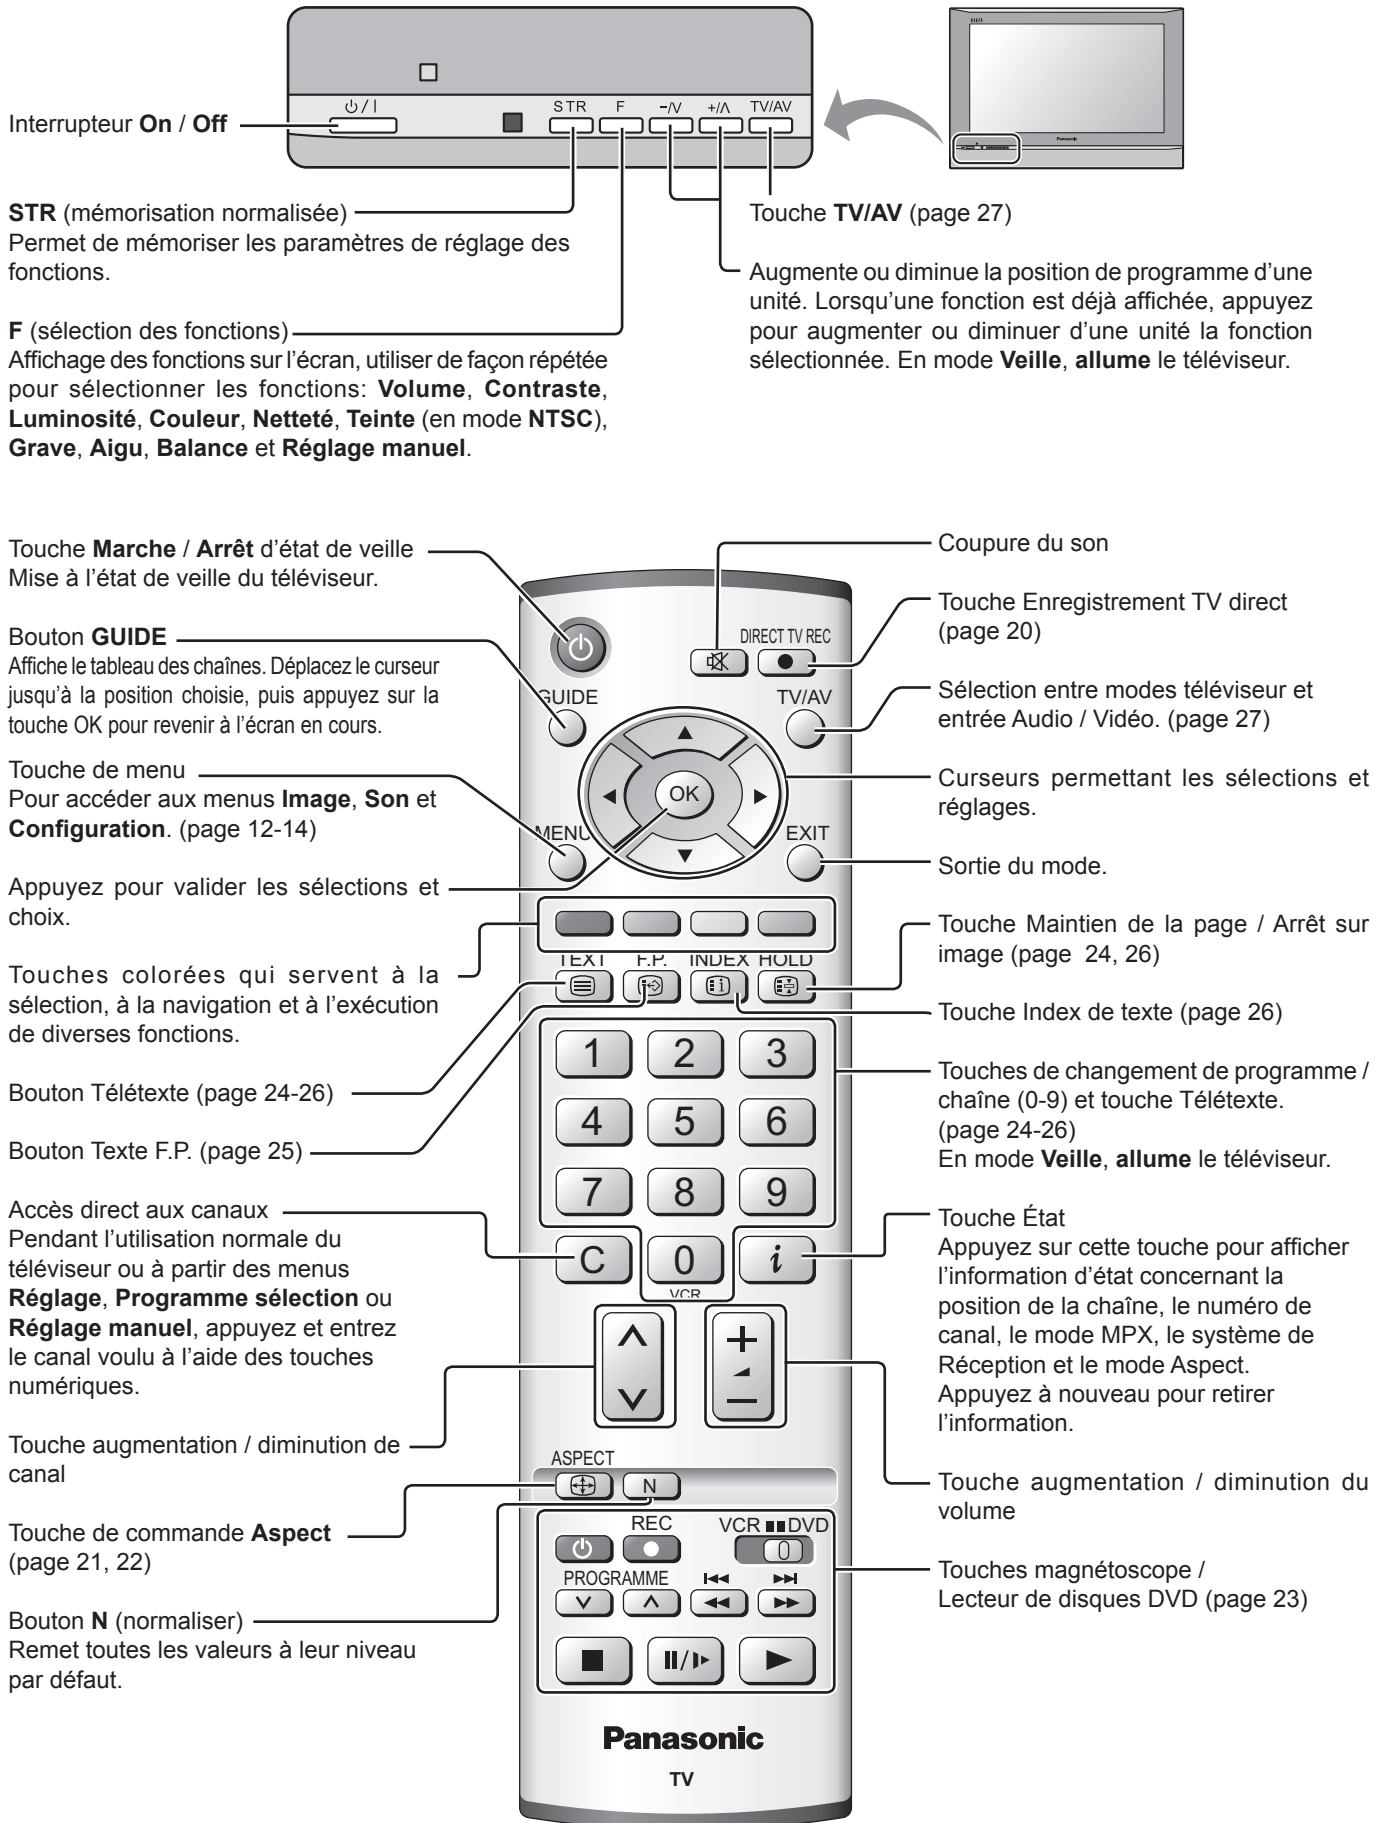 ⏻ / I
STR F −/V +/Λ TV/AV
VIERA
Panasonic
Interrupteur On / Off
STR (mémorisation normalisée)
Permet de mémoriser les paramètres de réglage des
fonctions.
F (sélection des fonctions)
Affichage des fonctions sur l’écran, utiliser de façon répétée
pour sélectionner les fonctions: Volume, Contraste,
Luminosité, Couleur, Netteté, Teinte (en mode NTSC),
Grave, Aigu, Balance et Réglage manuel.
Touche TV/AV (page 27)
Augmente ou diminue la position de programme d’une
unité. Lorsqu’une fonction est déjà affichée, appuyez
pour augmenter ou diminuer d’une unité la fonction
sélectionnée. En mode Veille, allume le téléviseur.
Touche Marche / Arrêt d’état de veille
Mise à l’état de veille du téléviseur.
Bouton GUIDE
Affiche le tableau des chaînes. Déplacez le curseur
jusqu’à la position choisie, puis appuyez sur la
touche OK pour revenir à l’écran en cours.
Touche de menu
Pour accéder aux menus Image, Son et
Configuration. (page 12-14)
Appuyez pour valider les sélections et
choix.
Touches colorées qui servent à la
sélection, à la navigation et à l’exécution
de diverses fonctions.
Bouton Télétexte (page 24-26)
Bouton Texte F.P. (page 25)
Accès direct aux canaux
Pendant l’utilisation normale du
téléviseur ou à partir des menus
Réglage, Programme sélection ou
Réglage manuel, appuyez et entrez
le canal voulu à l’aide des touches
numériques.
Touche augmentation / diminution de
canal
Touche de commande Aspect
(page 21, 22)
Bouton N (normaliser)
Remet toutes les valeurs à leur niveau
par défaut.
DIRECT TV REC
GUIDE TV/AV
OK
MENU EXIT
TEXT F.P. INDEX HOLD
1 2 3
4 5 6
7 8 9
C 0 i
VCR
+
−
ASPECT
N
REC VCR DVD
PROGRAMME
Panasonic
TV
Coupure du son
Touche Enregistrement TV direct
(page 20)
Sélection entre modes téléviseur et
entrée Audio / Vidéo. (page 27)
Curseurs permettant les sélections et
réglages.
Sortie du mode.
Touche Maintien de la page / Arrêt sur
image (page 24, 26)
Touche Index de texte (page 26)
Touches de changement de programme /
chaîne (0-9) et touche Télétexte.
(page 24-26)
En mode Veille, allume le téléviseur.
Touche État
Appuyez sur cette touche pour afficher
l’information d’état concernant la
position de la chaîne, le numéro de
canal, le mode MPX, le système de
Réception et le mode Aspect.
Appuyez à nouveau pour retirer
l’information.
Touche augmentation / diminution du
volume
Touches magnétoscope /
Lecteur de disques DVD (page 23)